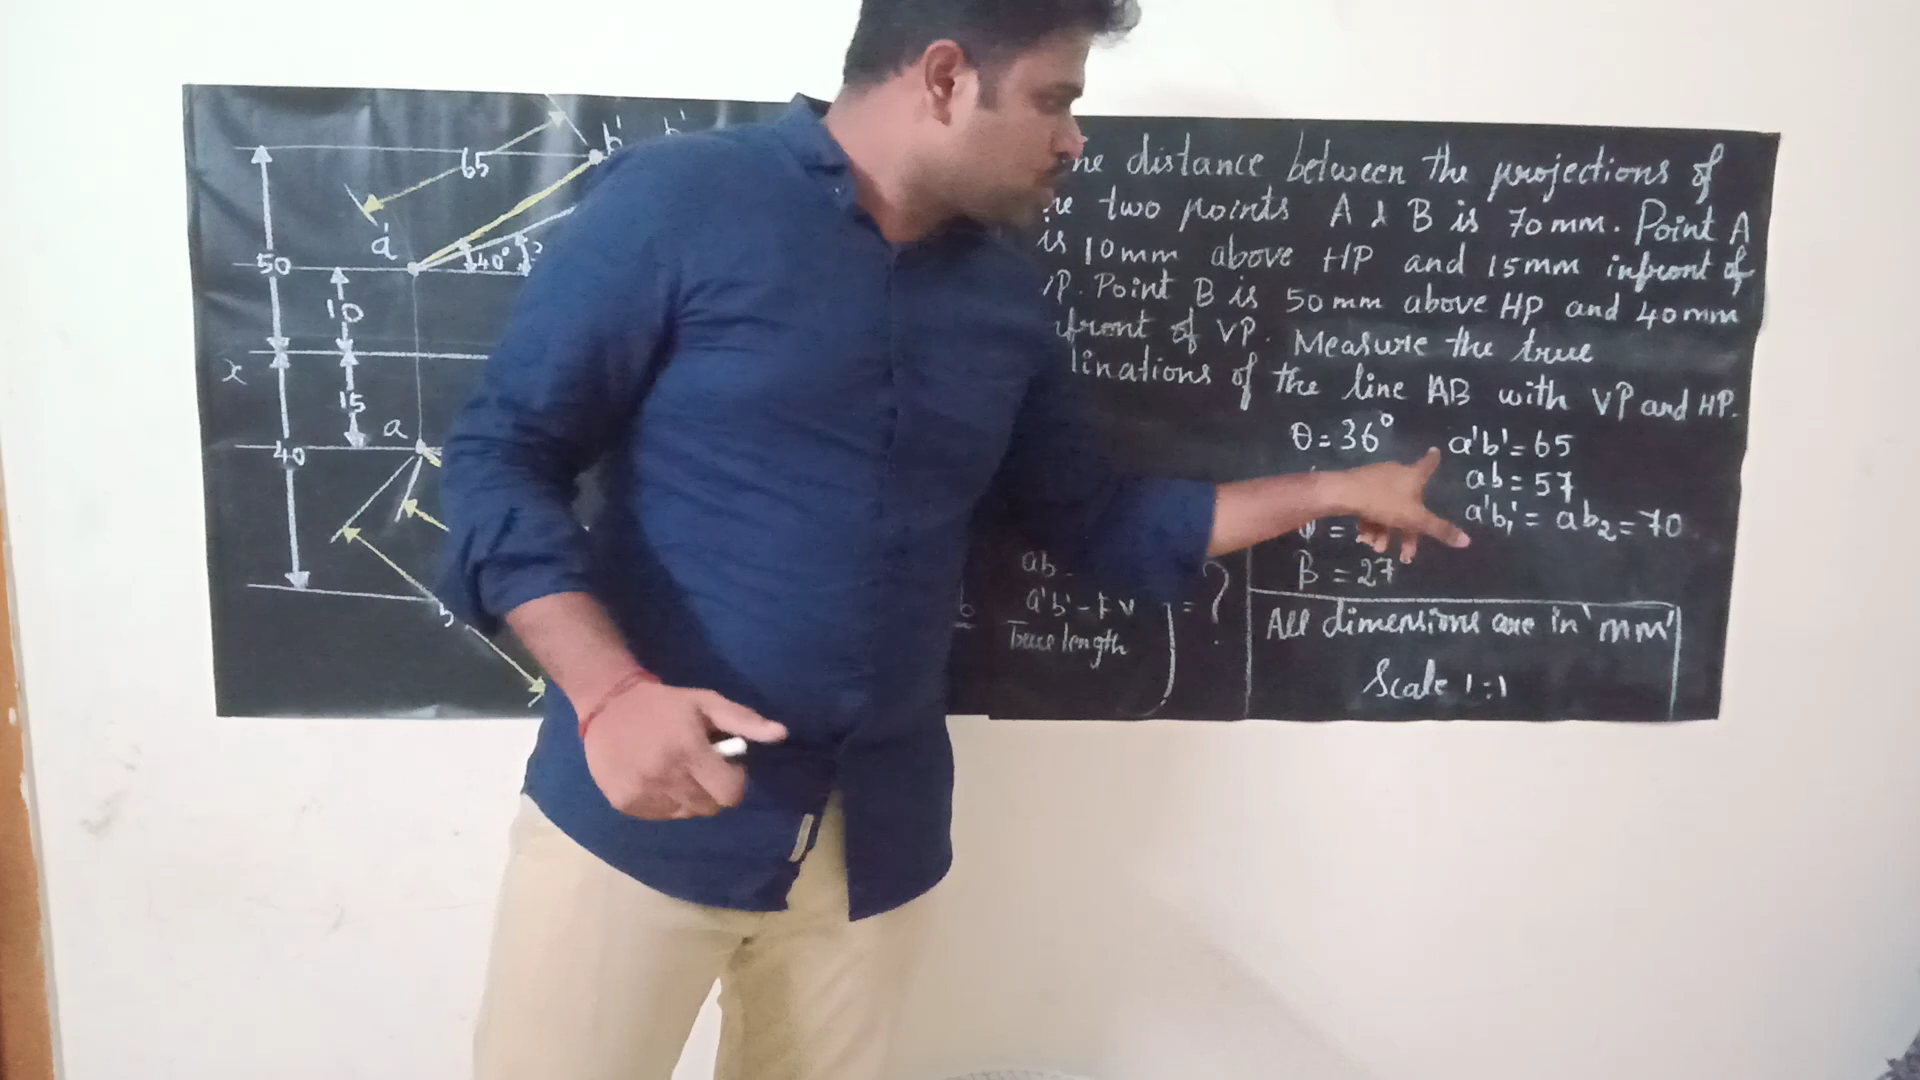 65
b'
b'
a'
40°
50
10
x
15
a
40
distance between the projections of
two points A & B is 70mm. Point A
is 10mm above HP and 15mm infront of
Point B is 50mm above HP and 40mm
of VP. Measure the true
of the line AB with VP and HP.
θ = 36°
a'b' = 65
ab = 57
a'b₁' = ab₂ = 70
β = 27°
ab
a'b' -
True length
= ?
All dimensions are in 'mm'
Scale 1:1